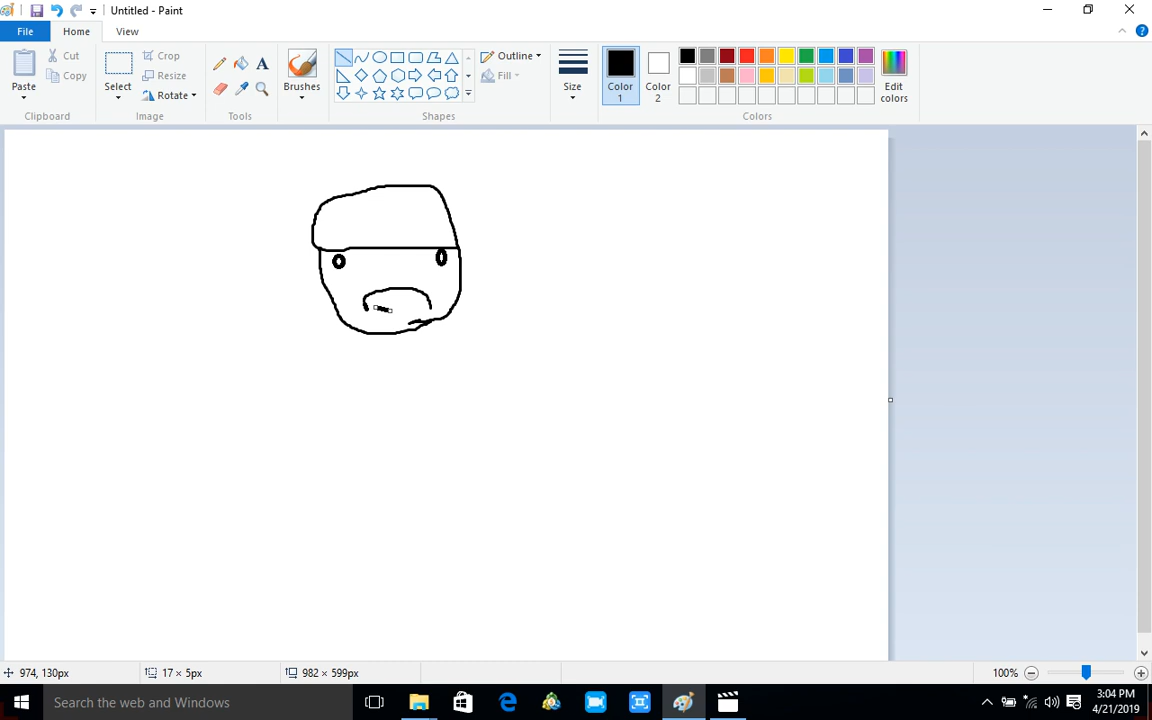 Untitled - Paint
File Home View
Cut
Copy
Paste
Clipboard
Select
Crop
Resize
Rotate
Image
Tools
Brushes
Outline
Fill
Shapes
Size
Color 1
Color 2
Edit colors
Colors
974, 130px 17 × 5px 982 × 599px 100%
Search the web and Windows
3:04 PM
4/21/2019